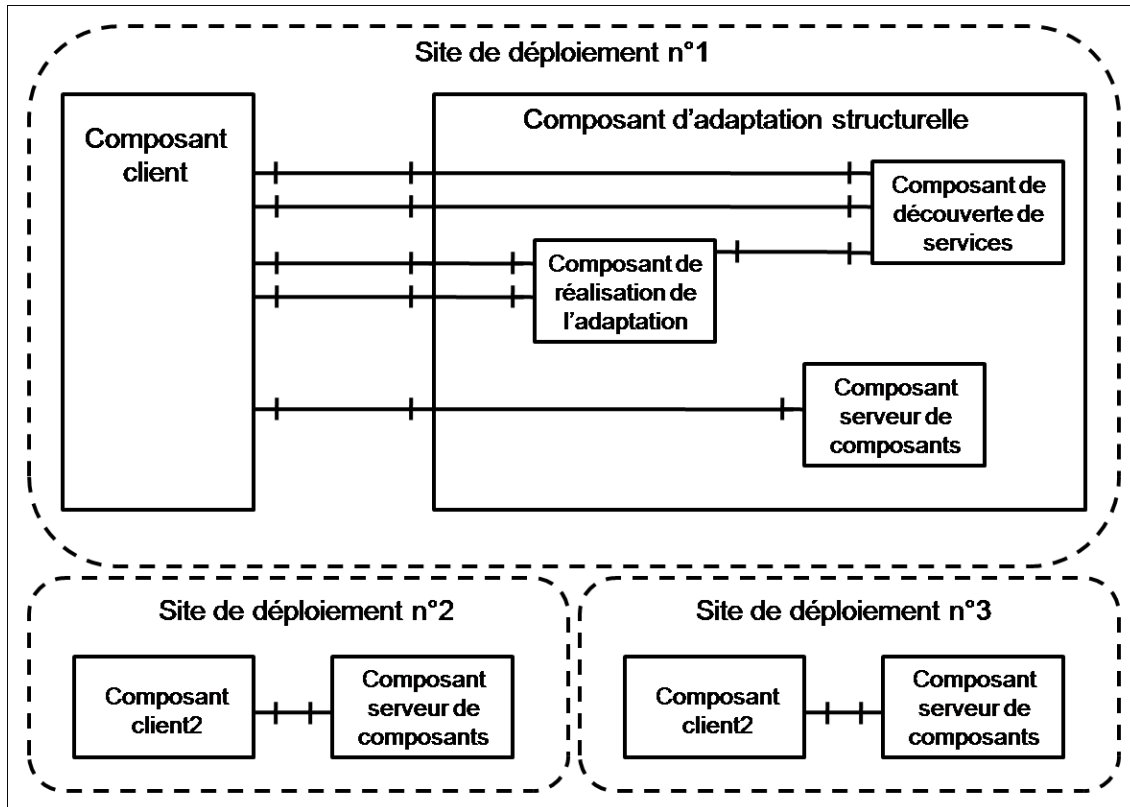 Site de déploiement n°1
Composant
client
Composant d'adaptation structurelle
Composant de
découverte de
services
Composant de
réalisation de
l'adaptation
Composant
serveur de
composants
Site de déploiement n°2
Composant
client2
Composant
serveur de
composants
Site de déploiement n°3
Composant
client2
Composant
serveur de
composants